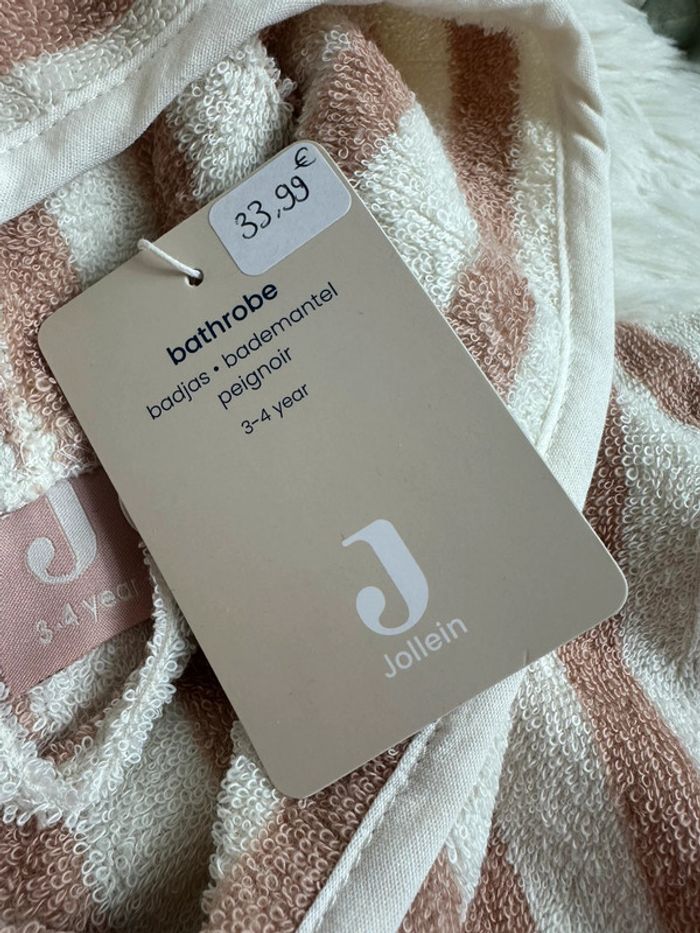 33,99€
bathrobe
badjas • bademantel
peignoir
3-4 year
J
Jollein
J
3-4 year